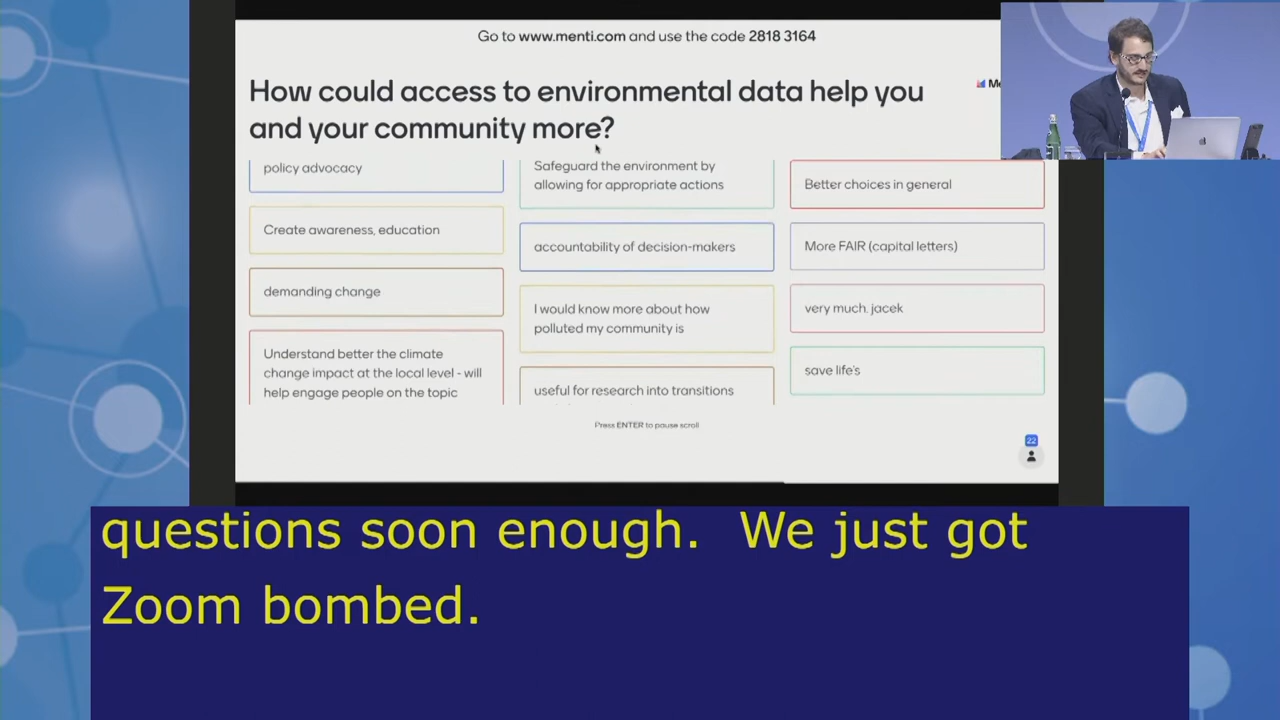 Go to www.menti.com and use the code 2818 3164
How could access to environmental data help you
and your community more?
policy advocacy
Create awareness, education
demanding change
Understand better the climate
change impact at the local level - will
help engage people on the topic
Safeguard the environment by
allowing for appropriate actions
accountability of decision-makers
I would know more about how
polluted my community is
useful for research into transitions
Better choices in general
More FAIR (capital letters)
very much. jacek
save life's
Press ENTER to pause scroll
22
questions soon enough. We just got
Zoom bombed.